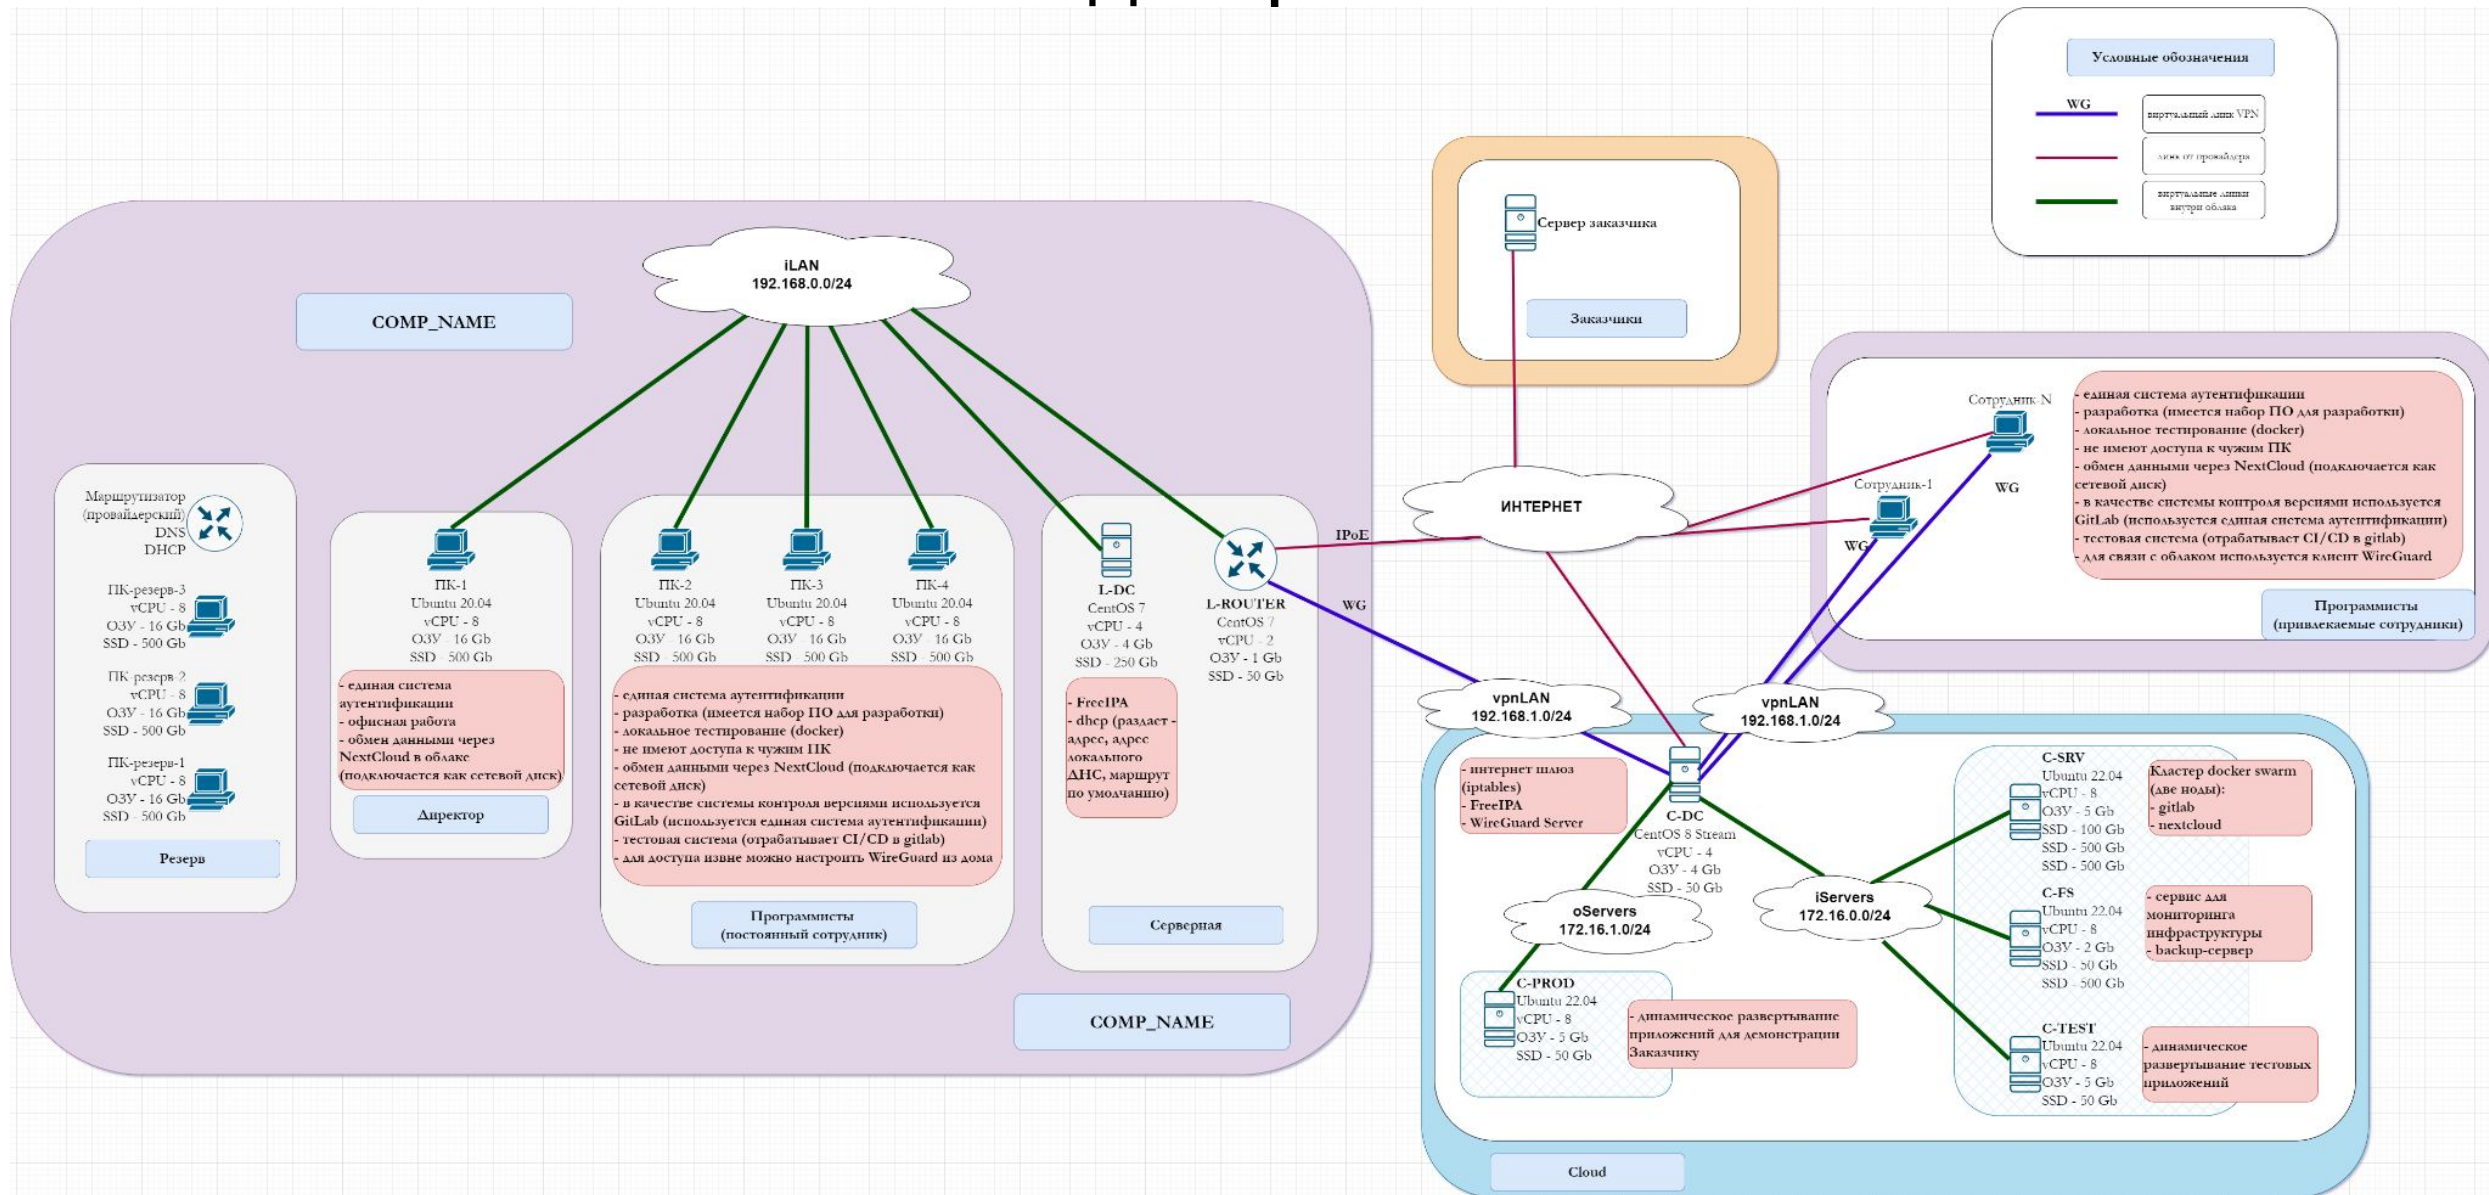 Условные обозначения
WG
виртуальный линк VPN
линк от провайдера
виртуальные линки
внутри облака
iLAN
192.168.0.0/24
COMP_NAME
Маршрутизатор
(провайдерский)
DNS
DHCP
ПК-резерв-3
vCPU - 8
ОЗУ - 16 Gb
SSD - 500 Gb
ПК-резерв-2
vCPU - 8
ОЗУ - 16 Gb
SSD - 500 Gb
ПК-резерв-1
vCPU - 8
ОЗУ - 16 Gb
SSD - 500 Gb
Резерв
ПК-1
Ubuntu 20.04
vCPU - 8
ОЗУ - 16 Gb
SSD - 500 Gb
- единая система
аутентификации
- офисная работа
- обмен данными через
NextCloud в облаке
(подключается как сетевой диск)
Директор
ПК-2
Ubuntu 20.04
vCPU - 8
ОЗУ - 16 Gb
SSD - 500 Gb
ПК-3
Ubuntu 20.04
vCPU - 8
ОЗУ - 16 Gb
SSD - 500 Gb
ПК-4
Ubuntu 20.04
vCPU - 8
ОЗУ - 16 Gb
SSD - 500 Gb
- единая система аутентификации
- разработка (имеется набор ПО для разработки)
- локальное тестирование (docker)
- не имеют доступа к чужим ПК
- обмен данными через NextCloud (подключается как
сетевой диск)
- в качестве системы контроля версиями используется
GitLab (используется единая система аутентификации)
- тестовая система (отрабатывает CI/CD в gitlab)
- для доступа извне можно настроить WireGuard из дома
Программисты
(постоянный сотрудник)
L-DC
CentOS 7
vCPU - 4
ОЗУ - 4 Gb
SSD - 250 Gb
- FreeIPA
- dhcp (раздает -
адрес, адрес
локального
ДНС, маршрут
по умолчанию)
L-ROUTER
CentOS 7
vCPU - 2
ОЗУ - 1 Gb
SSD - 50 Gb
Серверная
COMP_NAME
IPoE
WG
Сервер заказчика
Заказчики
ИНТЕРНЕТ
Сотрудник-N
WG
Сотрудник-1
WG
- единая система аутентификации
- разработка (имеется набор ПО для разработки)
- локальное тестирование (docker)
- не имеют доступа к чужим ПК
- обмен данными через NextCloud (подключается как
сетевой диск)
- в качестве системы контроля версиями используется
GitLab (используется единая система аутентификации)
- тестовая система (отрабатывает CI/CD в gitlab)
- для связи с облаком используется клиент WireGuard
Программисты
(привлекаемые сотрудники)
vpnLAN
192.168.1.0/24
vpnLAN
192.168.1.0/24
- интернет шлюз
(iptables)
- FreeIPA
- WireGuard Server
C-DC
CentOS 8 Stream
vCPU - 4
ОЗУ - 4 Gb
SSD - 50 Gb
oServers
172.16.1.0/24
iServers
172.16.0.0/24
C-PROD
Ubuntu 22.04
vCPU - 8
ОЗУ - 5 Gb
SSD - 50 Gb
- динамическое развертывание
приложений для демонстрации
Заказчику
C-SRV
Ubuntu 22.04
vCPU - 8
ОЗУ - 5 Gb
SSD - 100 Gb
SSD - 500 Gb
SSD - 500 Gb
Кластер docker swarm
(две ноды):
- gitlab
- nextcloud
C-FS
Ubuntu 22.04
vCPU - 8
ОЗУ - 2 Gb
SSD - 50 Gb
SSD - 500 Gb
- сервис для
мониторинга
инфраструктуры
- backup-сервер
C-TEST
Ubuntu 22.04
vCPU - 8
ОЗУ - 5 Gb
SSD - 50 Gb
- динамическое
развертывание тестовых
приложений
Cloud